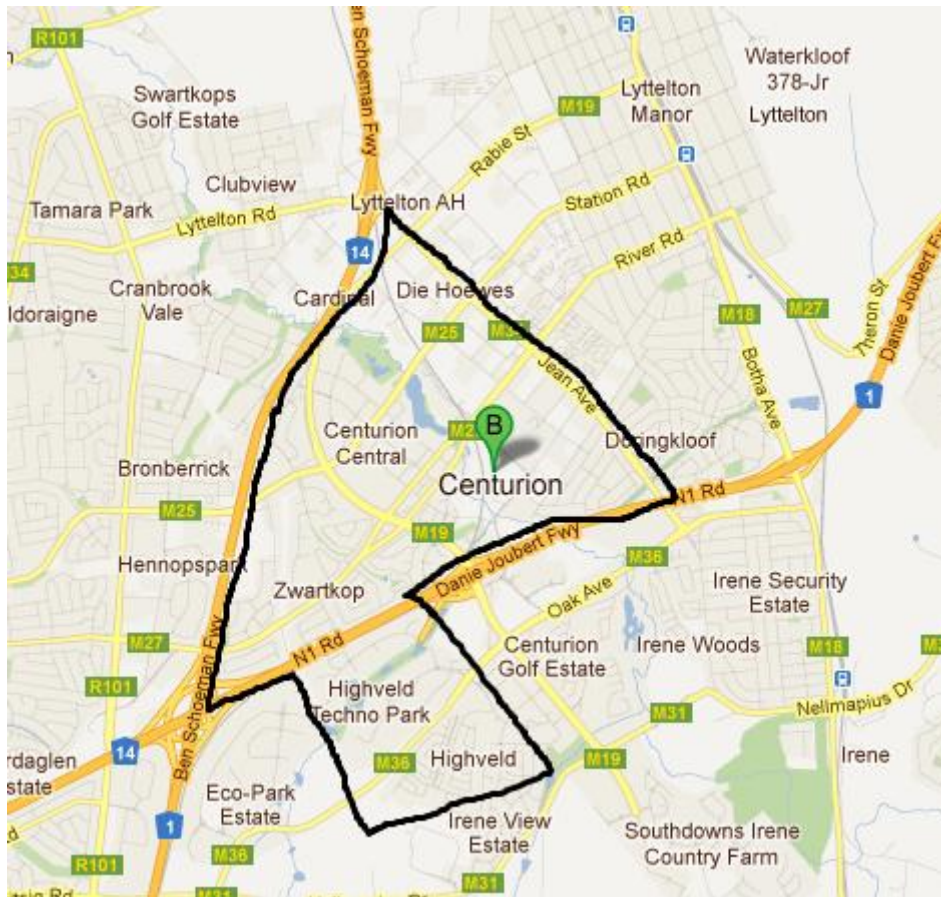 R101
Ben Schoeman Fwy
Waterkloof
378-Jr
Lyttelton
Lyttelton
Manor
Swartkops
Golf Estate
M19
Rabie St
Clubview
Lyttelton AH
Station Rd
Tamara Park
Lyttelton Rd
River Rd
14
34
Cranbrook
Vale
Cardinal
Die Hoewes
M27
Theron St
Danie Joubert
ldoraigne
M25
M18
Jean Ave
Botha Ave
1
B
Centurion
Central
Doringkloof
Bronberrick
Centurion
M25
N1 Rd
M19
Danie Joubert Fwy
M36
Hennopspark
Zwartkop
Oak Ave
Irene Security
Estate
M27
N1 Rd
Centurion
Golf Estate
Irene Woods
M18
R101
Ben Schoeman Fwy
Highveld
Techno Park
M31
Nellmapius Dr
rdaglen
state
14
M36
Highveld
M19
Irene
Eco-Park
Estate
1
Irene View
Estate
Southdowns Irene
Country Farm
M36
R101
M31
M31